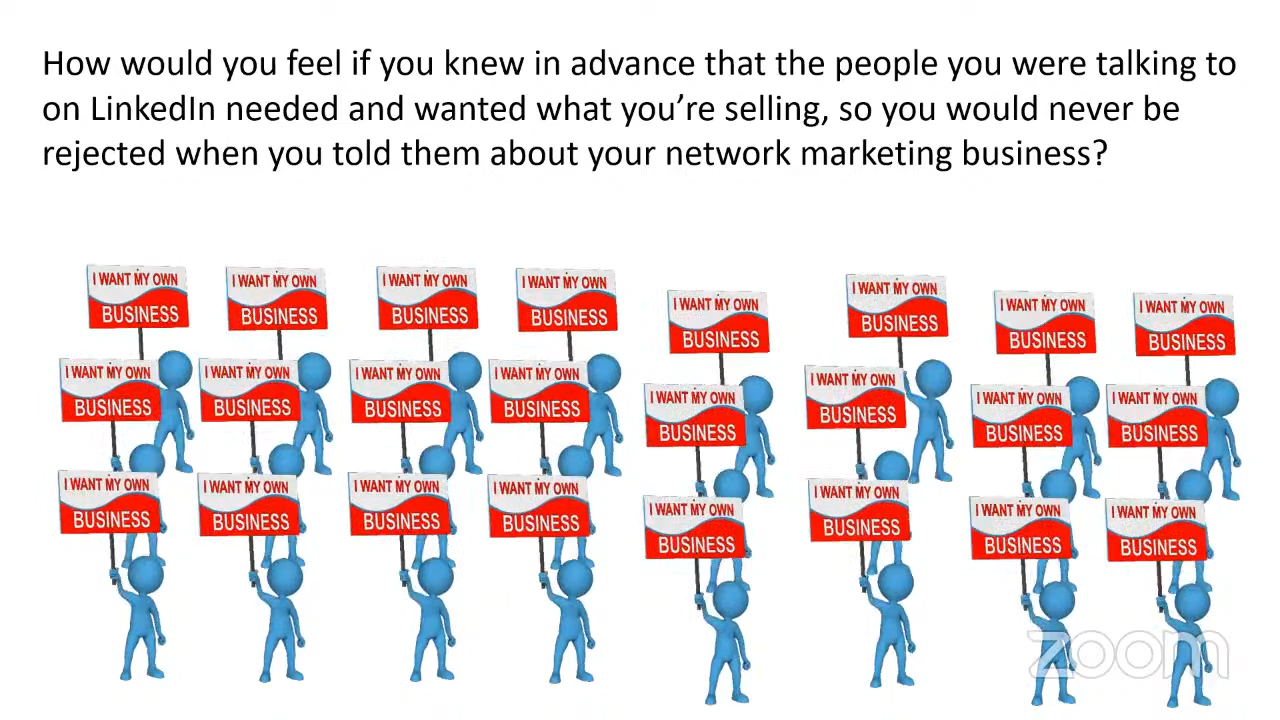 How would you feel if you knew in advance that the people you were talking to
on LinkedIn needed and wanted what you’re selling, so you would never be
rejected when you told them about your network marketing business?
I WANT MY OWN
BUSINESS
I WANT MY OWN
BUSINESS
I WANT MY OWN
BUSINESS
I WANT MY OWN
BUSINESS
I WANT MY OWN
BUSINESS
I WANT MY OWN
BUSINESS
I WANT MY OWN
BUSINESS
I WANT MY OWN
BUSINESS
I WANT MY OWN
BUSINESS
I WANT MY OWN
BUSINESS
I WANT MY OWN
BUSINESS
I WANT MY OWN
BUSINESS
I WANT MY OWN
BUSINESS
I WANT MY OWN
BUSINESS
I WANT MY OWN
BUSINESS
I WANT MY OWN
BUSINESS
I WANT MY OWN
BUSINESS
I WANT MY OWN
BUSINESS
I WANT MY OWN
BUSINESS
I WANT MY OWN
BUSINESS
I WANT MY OWN
BUSINESS
I WANT MY OWN
BUSINESS
I WANT MY OWN
BUSINESS
I WANT MY OWN
BUSINESS
zoom